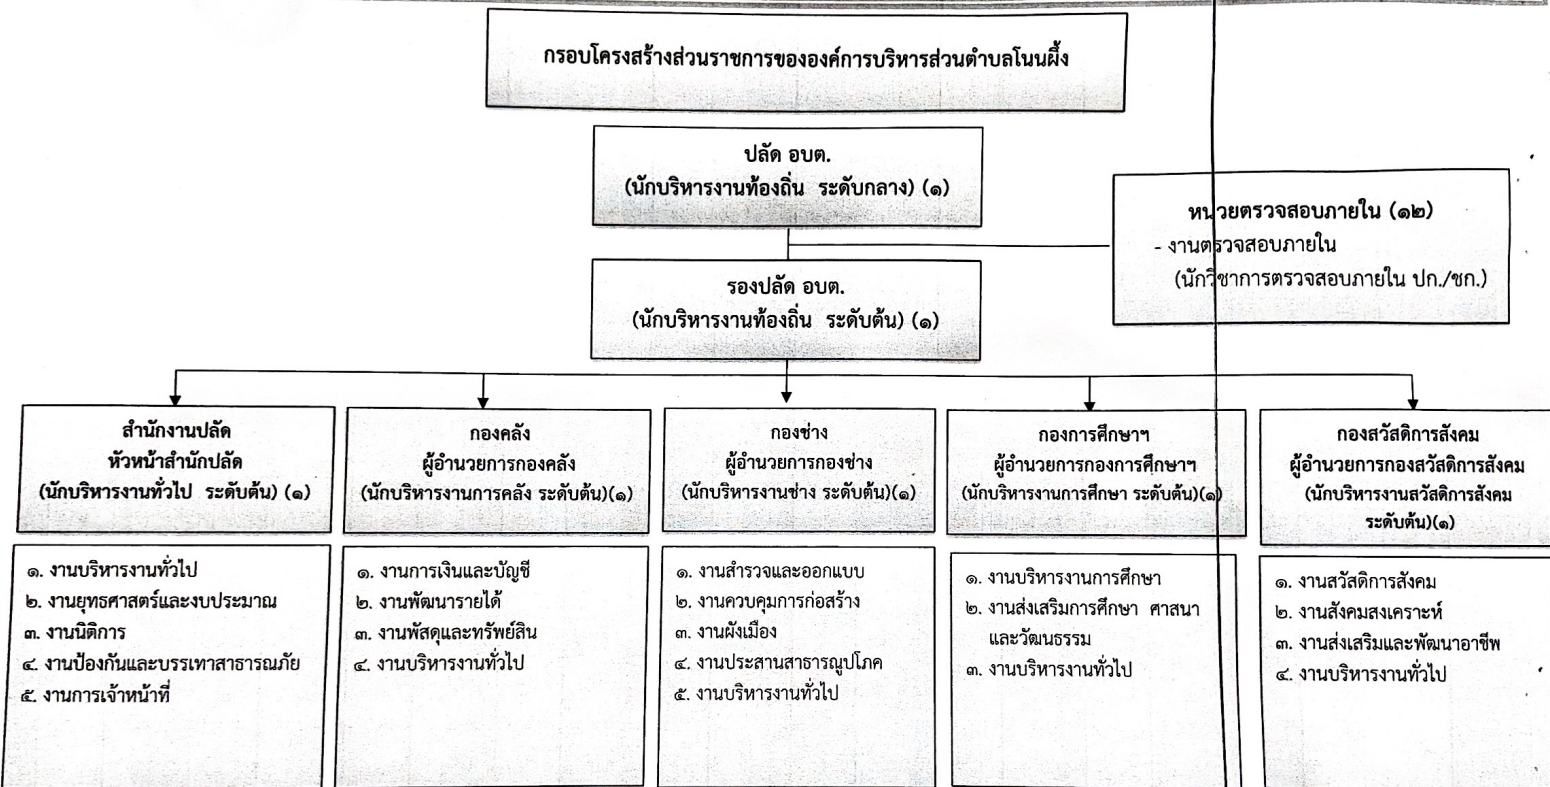 กรอบโครงสร้างส่วนราชการขององค์การบริหารส่วนตำบลโนนผึ้ง
ปลัด อบต.
(นักบริหารงานท้องถิ่น ระดับกลาง) (๑)
หน่วยตรวจสอบภายใน (๑๒)
- งานตรวจสอบภายใน
(นักวิชาการตรวจสอบภายใน ปก./ชก.)
รองปลัด อบต.
(นักบริหารงานท้องถิ่น ระดับต้น) (๑)
สำนักงานปลัด
หัวหน้าสำนักปลัด
(นักบริหารงานทั่วไป ระดับต้น) (๑)
กองคลัง
ผู้อำนวยการกองคลัง
(นักบริหารงานการคลัง ระดับต้น)(๑)
กองช่าง
ผู้อำนวยการกองช่าง
(นักบริหารงานช่าง ระดับต้น)(๑)
กองการศึกษาฯ
ผู้อำนวยการกองการศึกษาฯ
(นักบริหารงานการศึกษา ระดับต้น)(๑)
กองสวัสดิการสังคม
ผู้อำนวยการกองสวัสดิการสังคม
(นักบริหารงานสวัสดิการสังคม
ระดับต้น)(๑)
๑. งานบริหารงานทั่วไป
๒. งานยุทธศาสตร์และงบประมาณ
๓. งานนิติการ
๔. งานป้องกันและบรรเทาสาธารณภัย
๕. งานการเจ้าหน้าที่
๑. งานการเงินและบัญชี
๒. งานพัฒนารายได้
๓. งานพัสดุและทรัพย์สิน
๔. งานบริหารงานทั่วไป
๑. งานสำรวจและออกแบบ
๒. งานควบคุมการก่อสร้าง
๓. งานผังเมือง
๔. งานประสานสาธารณูปโภค
๕. งานบริหารงานทั่วไป
๑. งานบริหารงานการศึกษา
๒. งานส่งเสริมการศึกษา ศาสนา
และวัฒนธรรม
๓. งานบริหารงานทั่วไป
๑. งานสวัสดิการสังคม
๒. งานสังคมสงเคราะห์
๓. งานส่งเสริมและพัฒนาอาชีพ
๔. งานบริหารงานทั่วไป